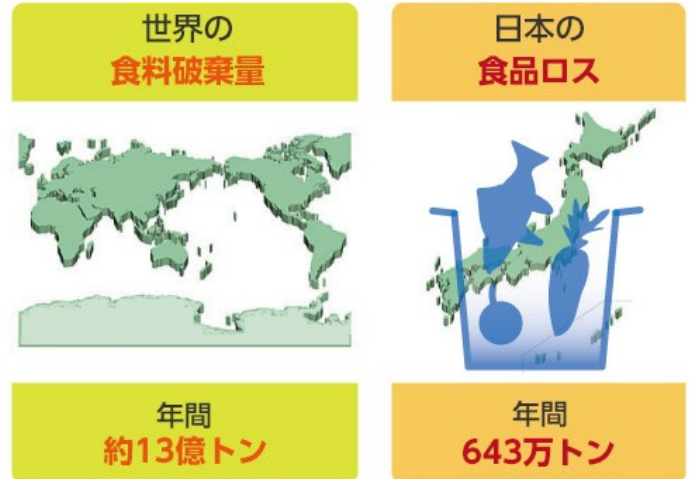 世界の
食料破棄量
年間
約13億トン
日本の
食品ロス
年間
643万トン